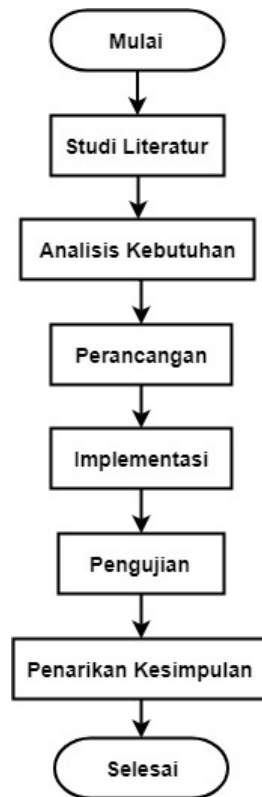 Mulai
Studi Literatur
Analisis Kebutuhan
Perancangan
Implementasi
Pengujian
Penarikan Kesimpulan
Selesai